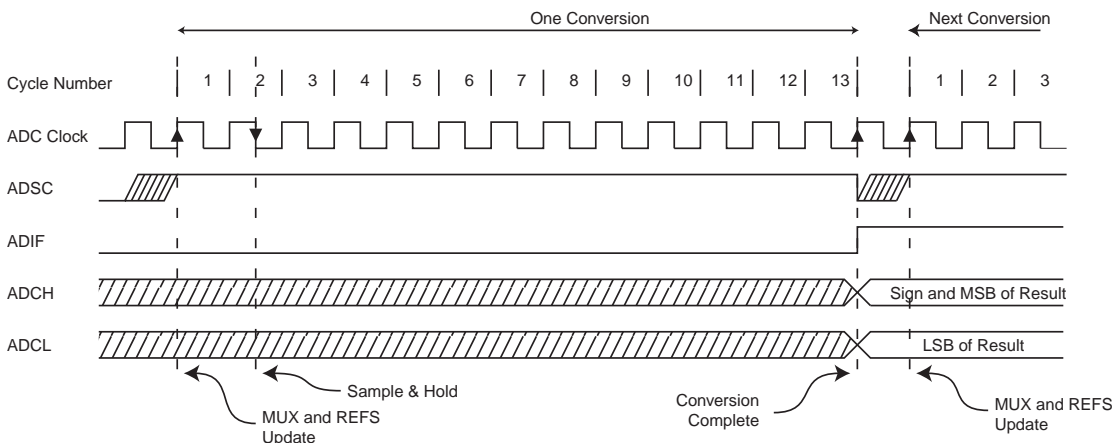 One Conversion
Next Conversion
Cycle Number
1 2 3 4 5 6 7 8 9 10 11 12 13 1 2 3
ADC Clock
ADSC
ADIF
ADCH
Sign and MSB of Result
ADCL
LSB of Result
MUX and REFS
Update
Sample & Hold
Conversion
Complete
MUX and REFS
Update